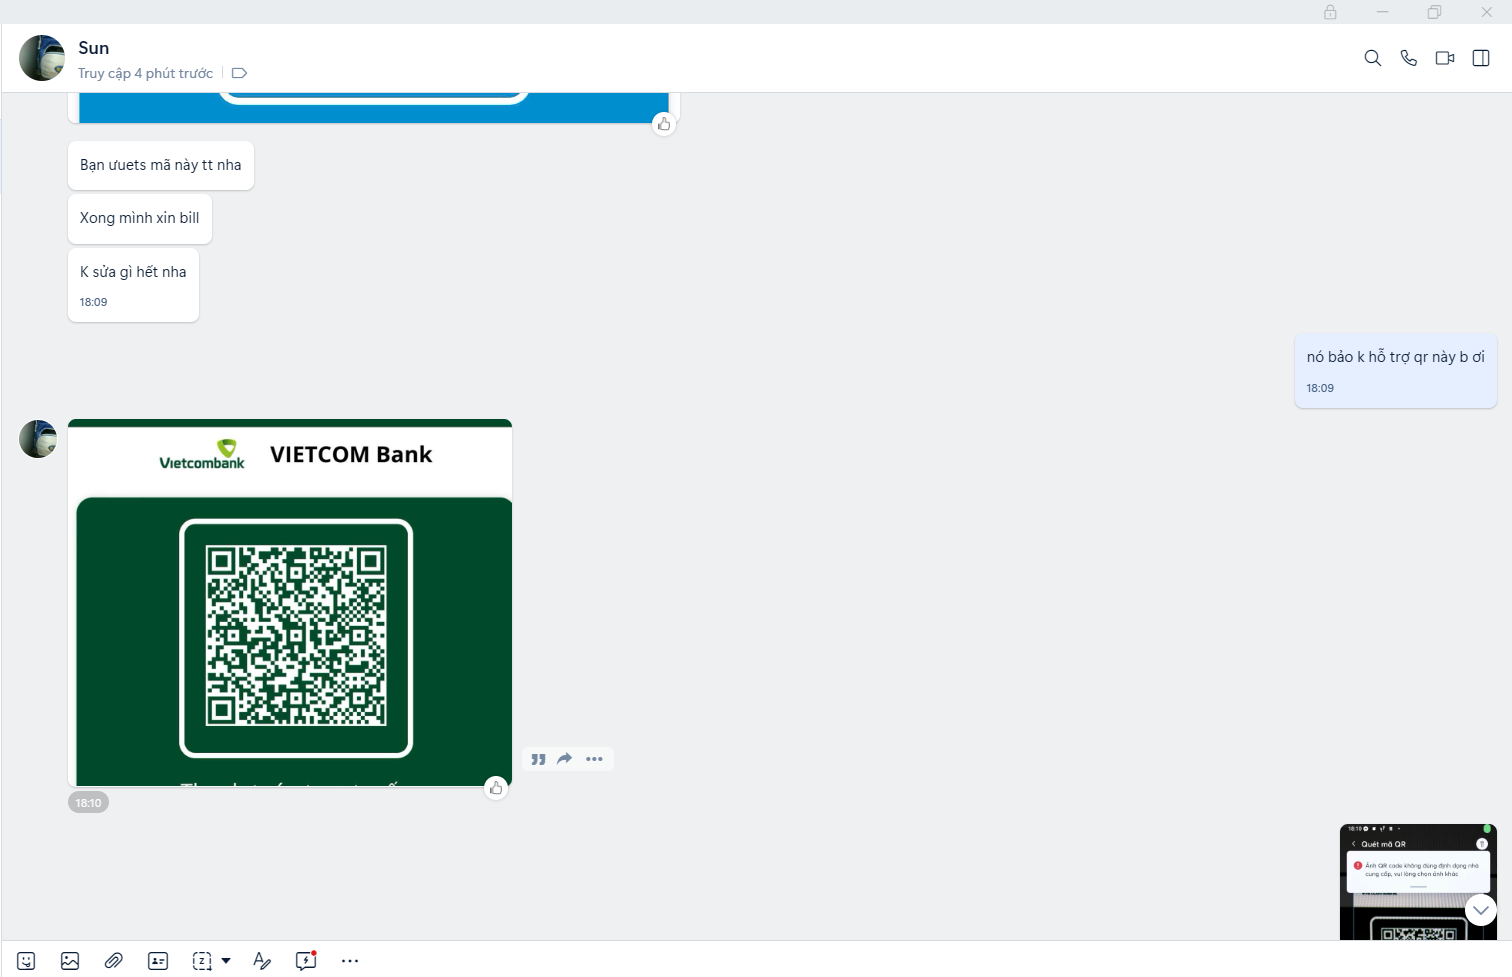 Sun
Truy cập 4 phút trước
Bạn ưuets mã này tt nha
Xong mình xin bill
K sửa gì hết nha
18:09
nó bảo k hỗ trợ qr này b ơi
18:09
Vietcombank
VIETCOM Bank
18:10
18:10
Quét mã QR
Ảnh QR code không đúng định dạng nhà
cung cấp, vui lòng chọn ảnh khác